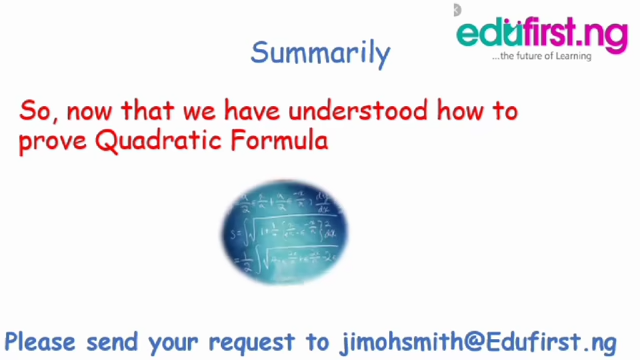 edufirst.ng
...the future of Learning
Summarily
So, now that we have understood how to
prove Quadratic Formula
Please send your request to jimohsmith@Edufirst.ng